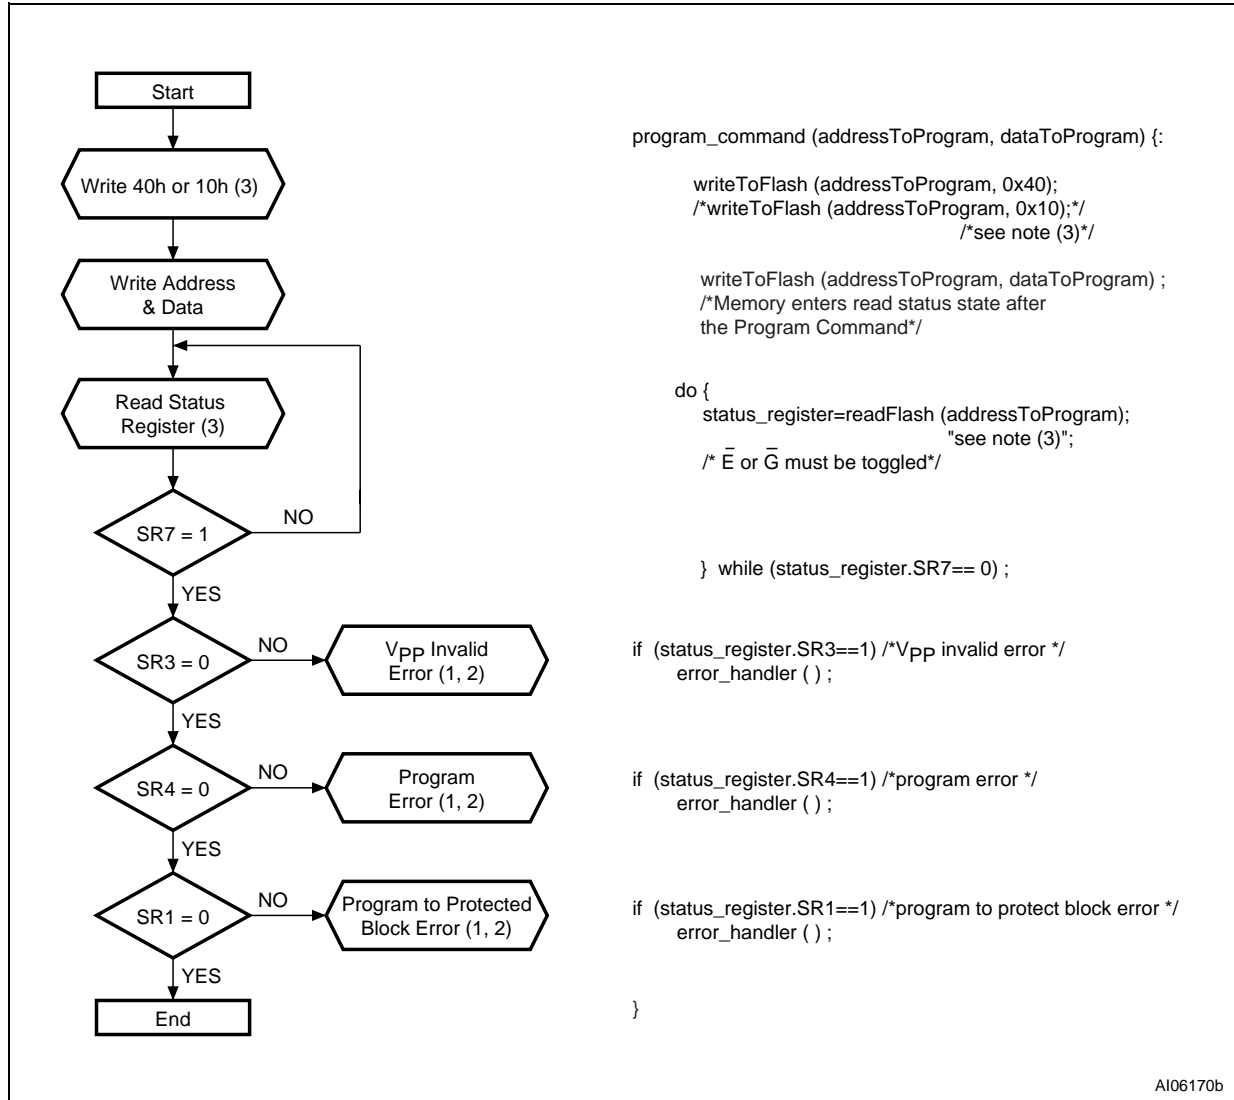 Start
Write 40h or 10h (3)
Write Address
& Data
Read Status
Register (3)
SR7 = 1
NO
YES
SR3 = 0
NO
VPP Invalid
Error (1, 2)
YES
SR4 = 0
NO
Program
Error (1, 2)
YES
SR1 = 0
NO
Program to Protected
Block Error (1, 2)
YES
End
program_command (addressToProgram, dataToProgram) {:
writeToFlash (addressToProgram, 0x40);
/*writeToFlash (addressToProgram, 0x10);*/
/*see note (3)*/
writeToFlash (addressToProgram, dataToProgram) ;
/*Memory enters read status state after
the Program Command*/
do {
status_register=readFlash (addressToProgram);
"see note (3)";
/* E̅ or G̅ must be toggled*/
} while (status_register.SR7== 0) ;
if (status_register.SR3==1) /*VPP invalid error */
error_handler ( ) ;
if (status_register.SR4==1) /*program error */
error_handler ( ) ;
if (status_register.SR1==1) /*program to protect block error */
error_handler ( ) ;
}
AI06170b